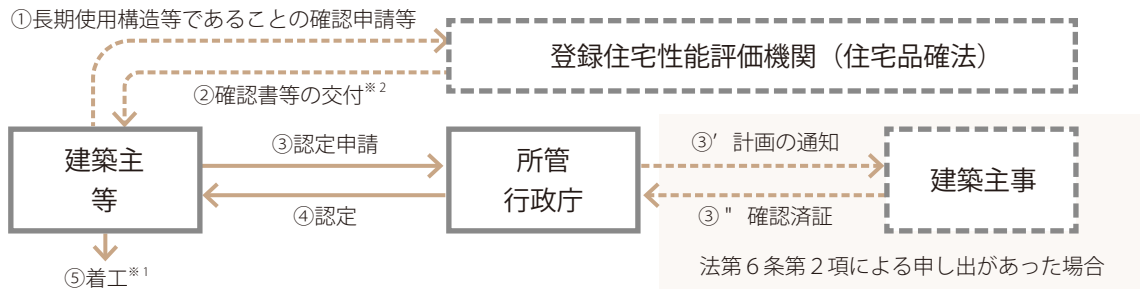 ①長期使用構造等であることの確認申請等
登録住宅性能評価機関（住宅品確法）
②確認書等の交付※2
建築主
等
③認定申請
④認定
所管
行政庁
③′ 計画の通知
③" 確認済証
建築主事
⑤着工※1
法第6条第2項による申し出があった場合